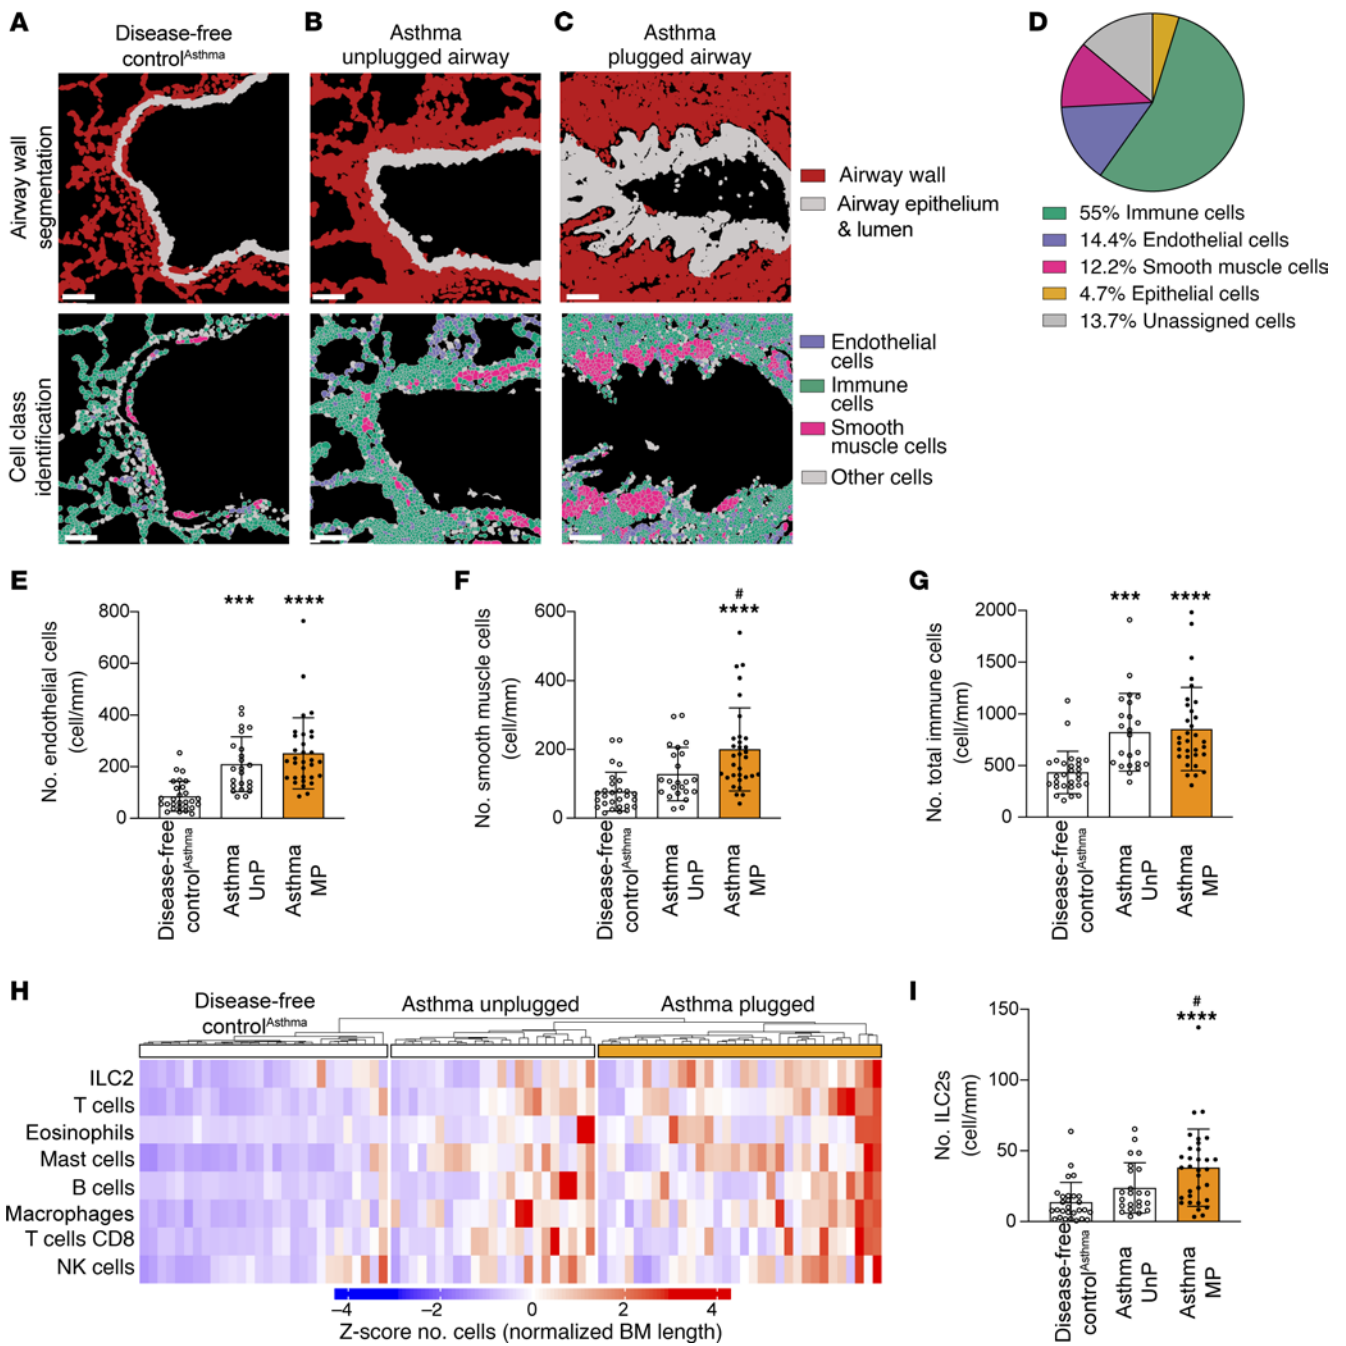 A
Disease-free
control^Asthma
B
Asthma
unplugged airway
C
Asthma
plugged airway
D
Airway wall
segmentation
Airway wall
Airway epithelium
& lumen
55% Immune cells
14.4% Endothelial cells
12.2% Smooth muscle cells
4.7% Epithelial cells
13.7% Unassigned cells
Cell class
identification
Endothelial
cells
Immune
cells
Smooth
muscle cells
Other cells
E
No. endothelial cells
(cell/mm)
800
600
400
200
0
***
****
Disease-free
control^Asthma
Asthma
UnP
Asthma
MP
F
No. smooth muscle cells
(cell/mm)
600
400
200
0
#
****
Disease-free
control^Asthma
Asthma
UnP
Asthma
MP
G
No. total immune cells
(cell/mm)
2000
1500
1000
500
0
***
****
Disease-free
control^Asthma
Asthma
UnP
Asthma
MP
H
Disease-free
control^Asthma
Asthma unplugged
Asthma plugged
ILC2
T cells
Eosinophils
Mast cells
B cells
Macrophages
T cells CD8
NK cells
−4 −2 0 2 4
Z-score no. cells (normalized BM length)
I
No. ILC2s
(cell/mm)
150
100
50
0
#
****
Disease-free
control^Asthma
Asthma
UnP
Asthma
MP